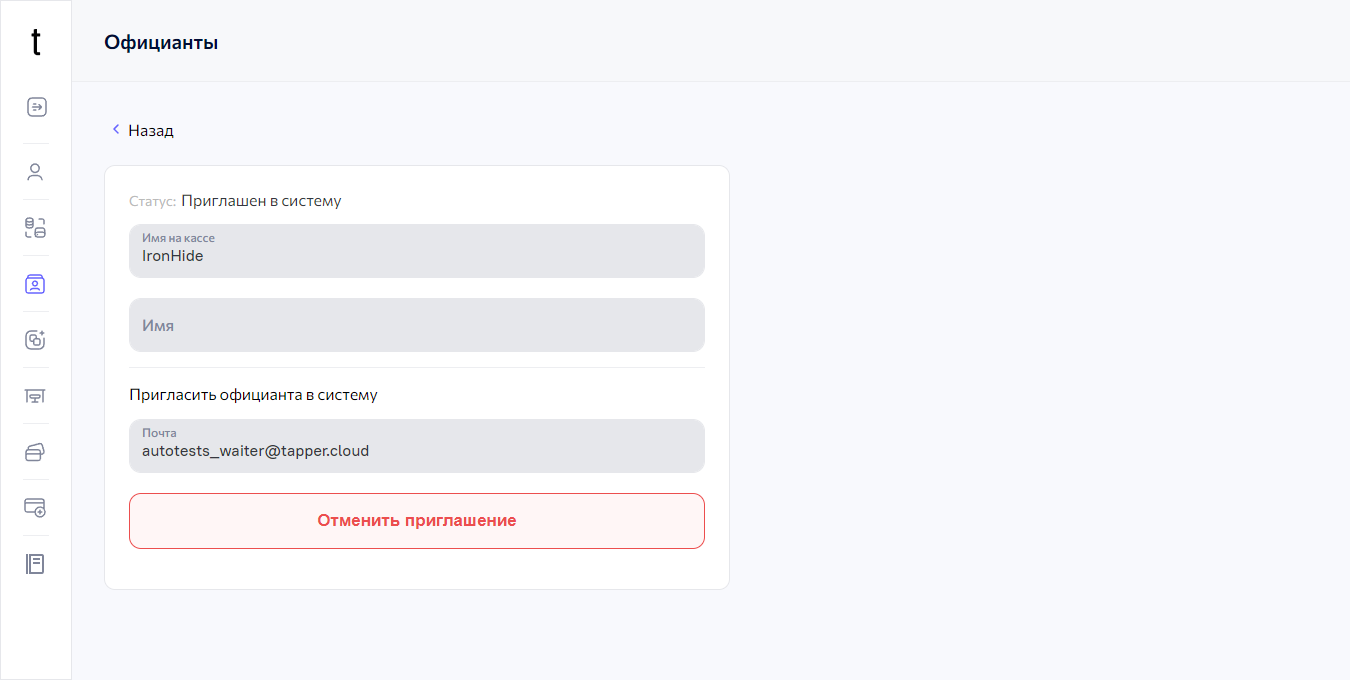 t
Официанты
Назад
Статус: Приглашен в систему
Имя на кассе
IronHide
Имя
Пригласить официанта в систему
Почта
autotests_waiter@tapper.cloud
Отменить приглашение